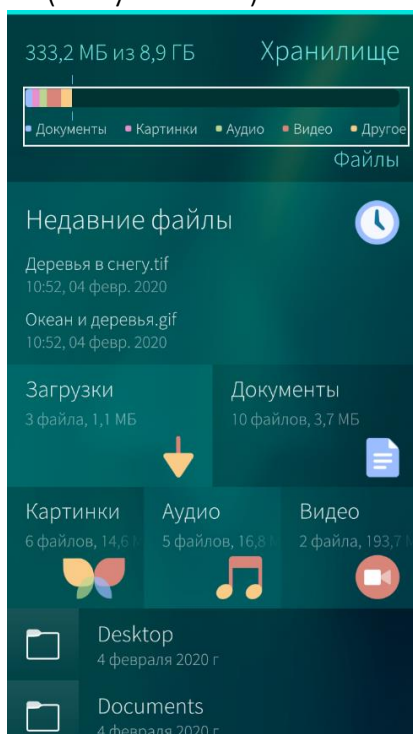 333,2 МБ из 8,9 ГБ Хранилище
Документы Картинки Аудио Видео Другое
Файлы
Недавние файлы
Деревья в снегу.tif
10:52, 04 февр. 2020
Океан и деревья.gif
10:52, 04 февр. 2020
Загрузки Документы
3 файла, 1,1 МБ 10 файлов, 3,7 МБ
Картинки Аудио Видео
6 файлов, 14,6 5 файлов, 16,8 2 файла, 193,7
Desktop
4 февраля 2020 г
Documents
4 февраля 2020 г